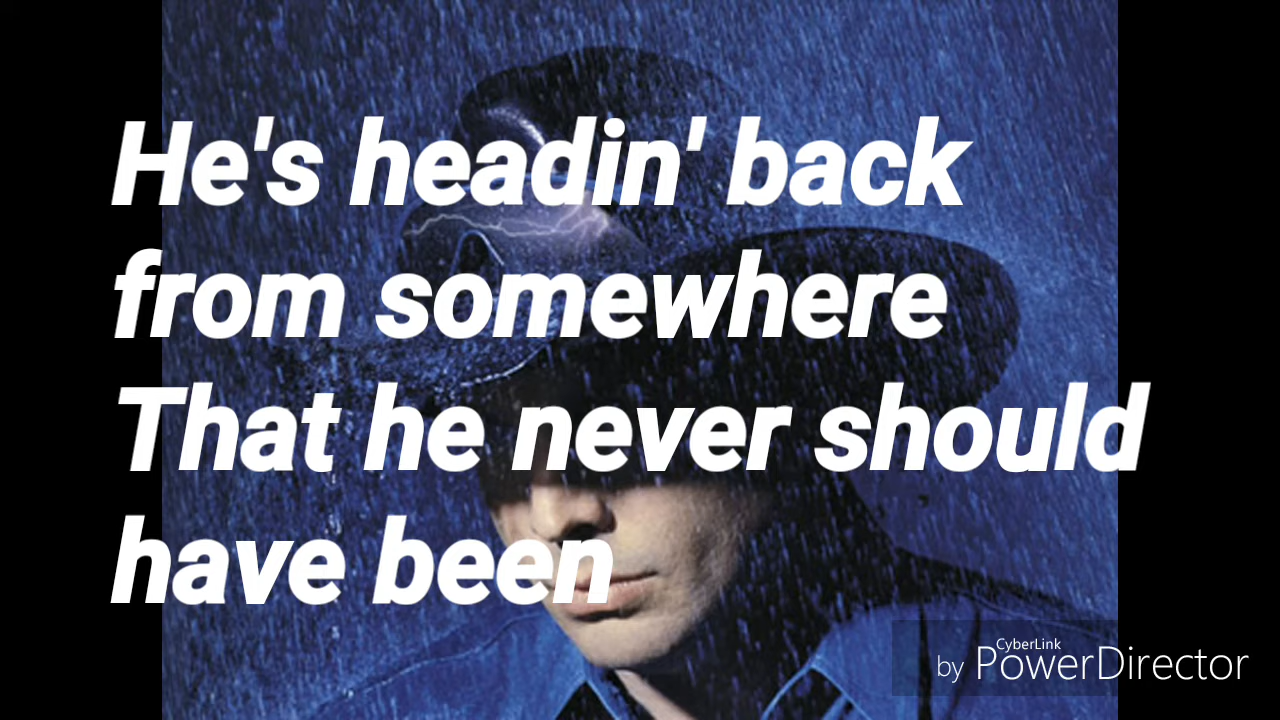 He's headin' back
from somewhere
That he never should
have been
CyberLink
by PowerDirector